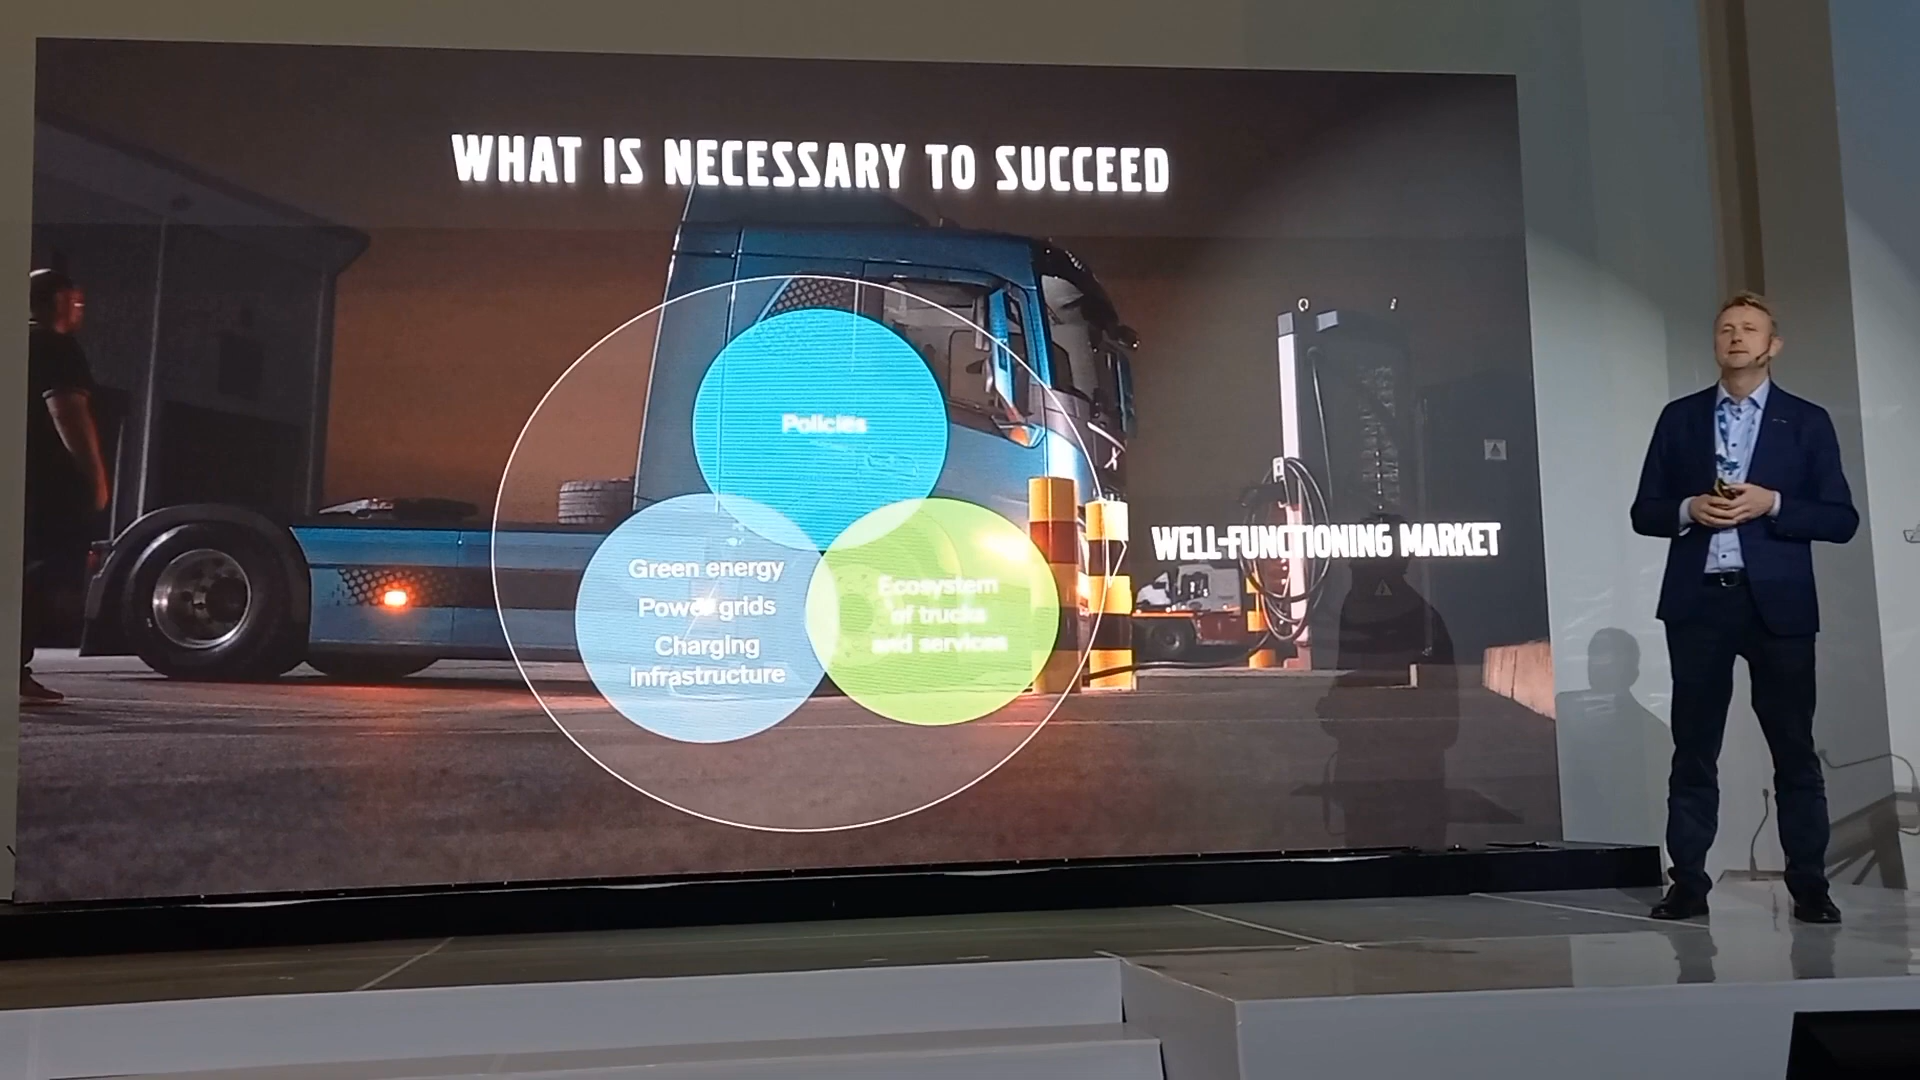 WHAT IS NECESSARY TO SUCCEED
Policies
Green energy
Power grids
Charging
infrastructure
Ecosystem
of trucks
and services
WELL-FUNCTIONING MARKET